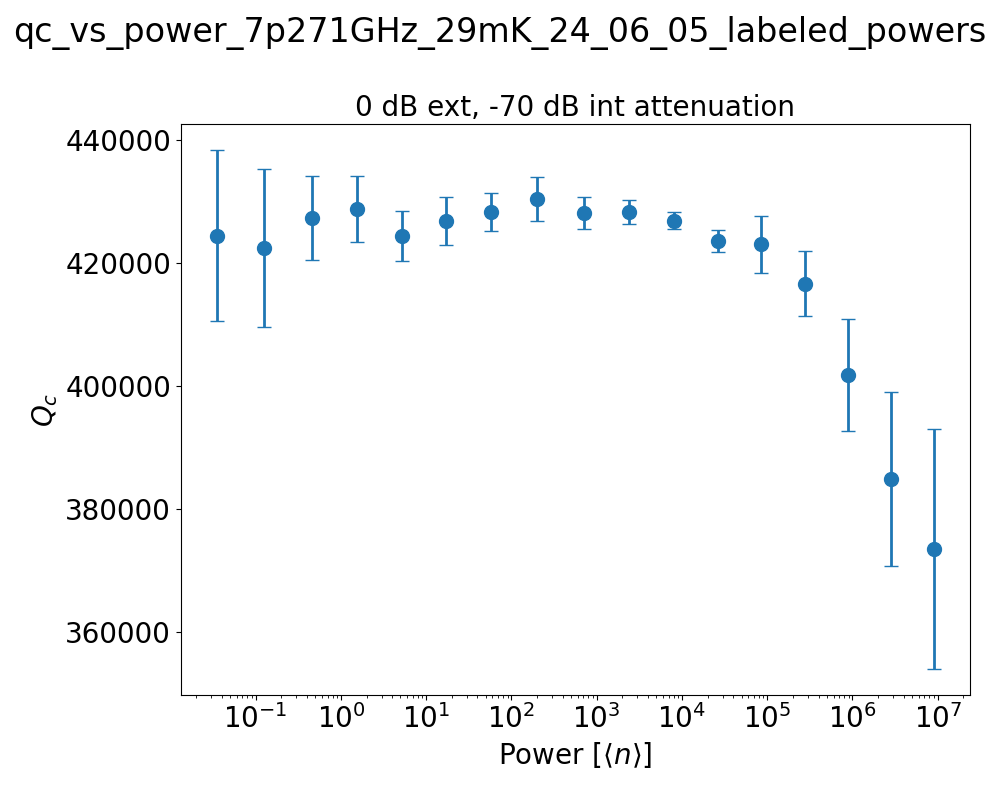 qc_vs_power_7p271GHz_29mK_24_06_05_labeled_powers
0 dB ext, -70 dB int attenuation
440000
420000
400000
380000
360000
Q_c
10^{-1} 10^0 10^1 10^2 10^3 10^4 10^5 10^6 10^7
Power [⟨n⟩]